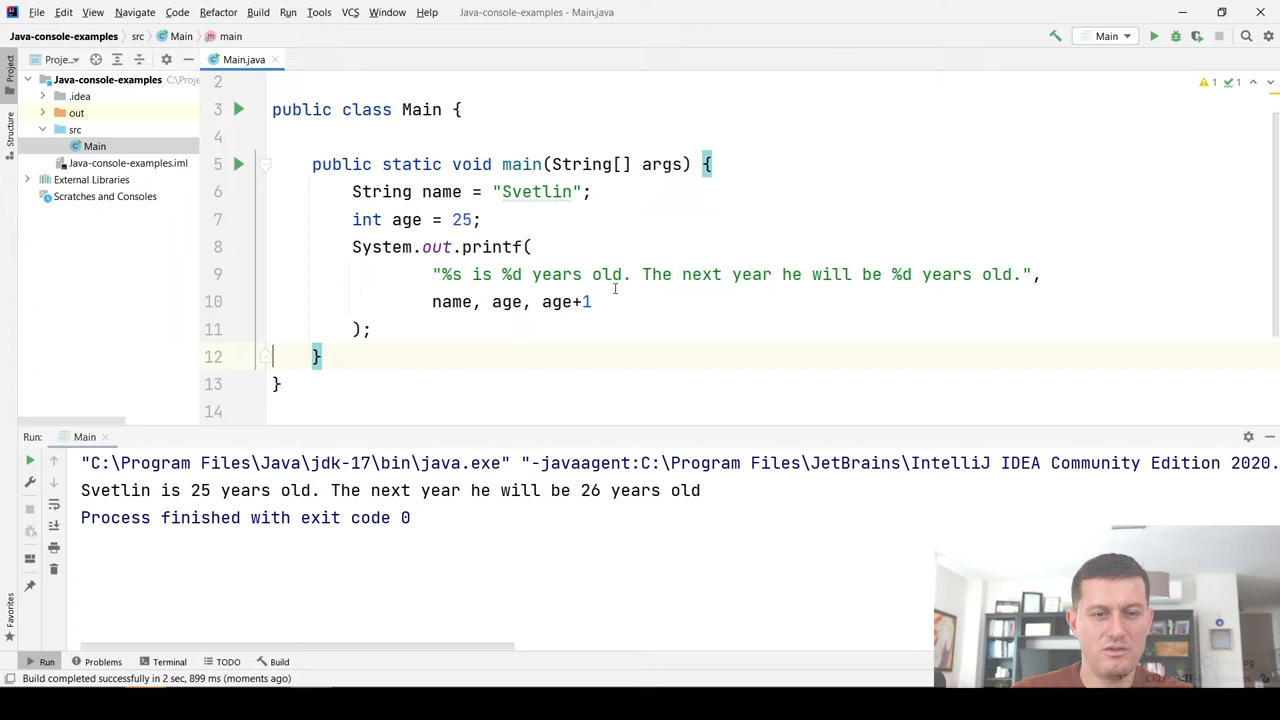 File Edit View Navigate Code Refactor Build Run Tools VCS Window Help Java-console-examples - Main.java
Java-console-examples src Main main Main
Project
Proje... Main.java
Java-console-examples C:\Proje
.idea
out
src
Main
Java-console-examples.iml
External Libraries
Scratches and Consoles
Structure
1 1
2
3 public class Main {
4
5 public static void main(String[] args) {
6 String name = "Svetlin";
7 int age = 25;
8 System.out.printf(
9 "%s is %d years old. The next year he will be %d years old.",
10 name, age, age+1
11 );
12 }
13 }
14
Run: Main
"C:\Program Files\Java\jdk-17\bin\java.exe" "-javaagent:C:\Program Files\JetBrains\IntelliJ IDEA Community Edition 2020.
Svetlin is 25 years old. The next year he will be 26 years old
Process finished with exit code 0
Favorites
Run Problems Terminal TODO Build
Build completed successfully in 2 sec, 899 ms (moments ago)